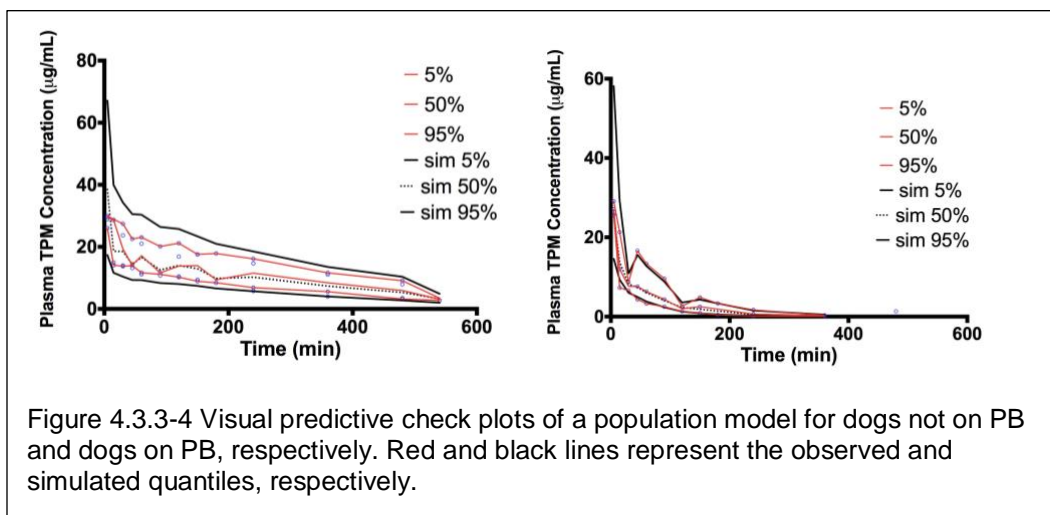 Plasma TPM Concentration (µg/mL)
80
60
40
20
0
0
200
400
600
Time (min)
5%
50%
95%
sim 5%
sim 50%
sim 95%
Plasma TPM Concentration (µg/mL)
60
40
20
0
0
200
400
600
Time (min)
5%
50%
95%
sim 5%
sim 50%
sim 95%
Figure 4.3.3-4 Visual predictive check plots of a population model for dogs not on PB
and dogs on PB, respectively. Red and black lines represent the observed and
simulated quantiles, respectively.